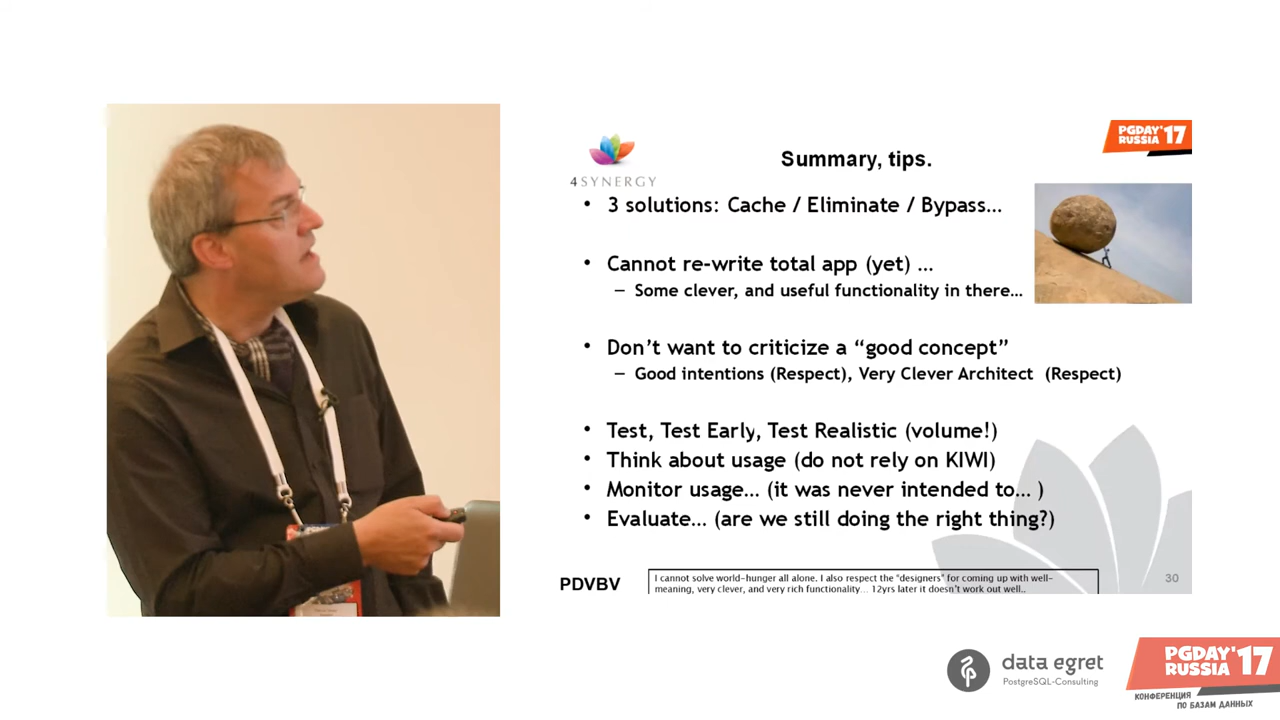 PGDAY'17
RUSSIA
4SYNERGY
Summary, tips.
• 3 solutions: Cache / Eliminate / Bypass…
• Cannot re-write total app (yet) …
– Some clever, and useful functionality in there…
• Don't want to criticize a “good concept”
– Good intentions (Respect), Very Clever Architect (Respect)
• Test, Test Early, Test Realistic (volume!)
• Think about usage (do not rely on KIWI)
• Monitor usage… (it was never intended to… )
• Evaluate… (are we still doing the right thing?)
PDVBV
I cannot solve world-hunger all alone. I also respect the "designers" for coming up with well-
meaning, very clever, and very rich functionality... 12yrs later it doesn't work out well..
30
data egret
PostgreSQL-Consulting
PGDAY'17
RUSSIA
КОНФЕРЕНЦИЯ
ПО БАЗАМ ДАННЫХ